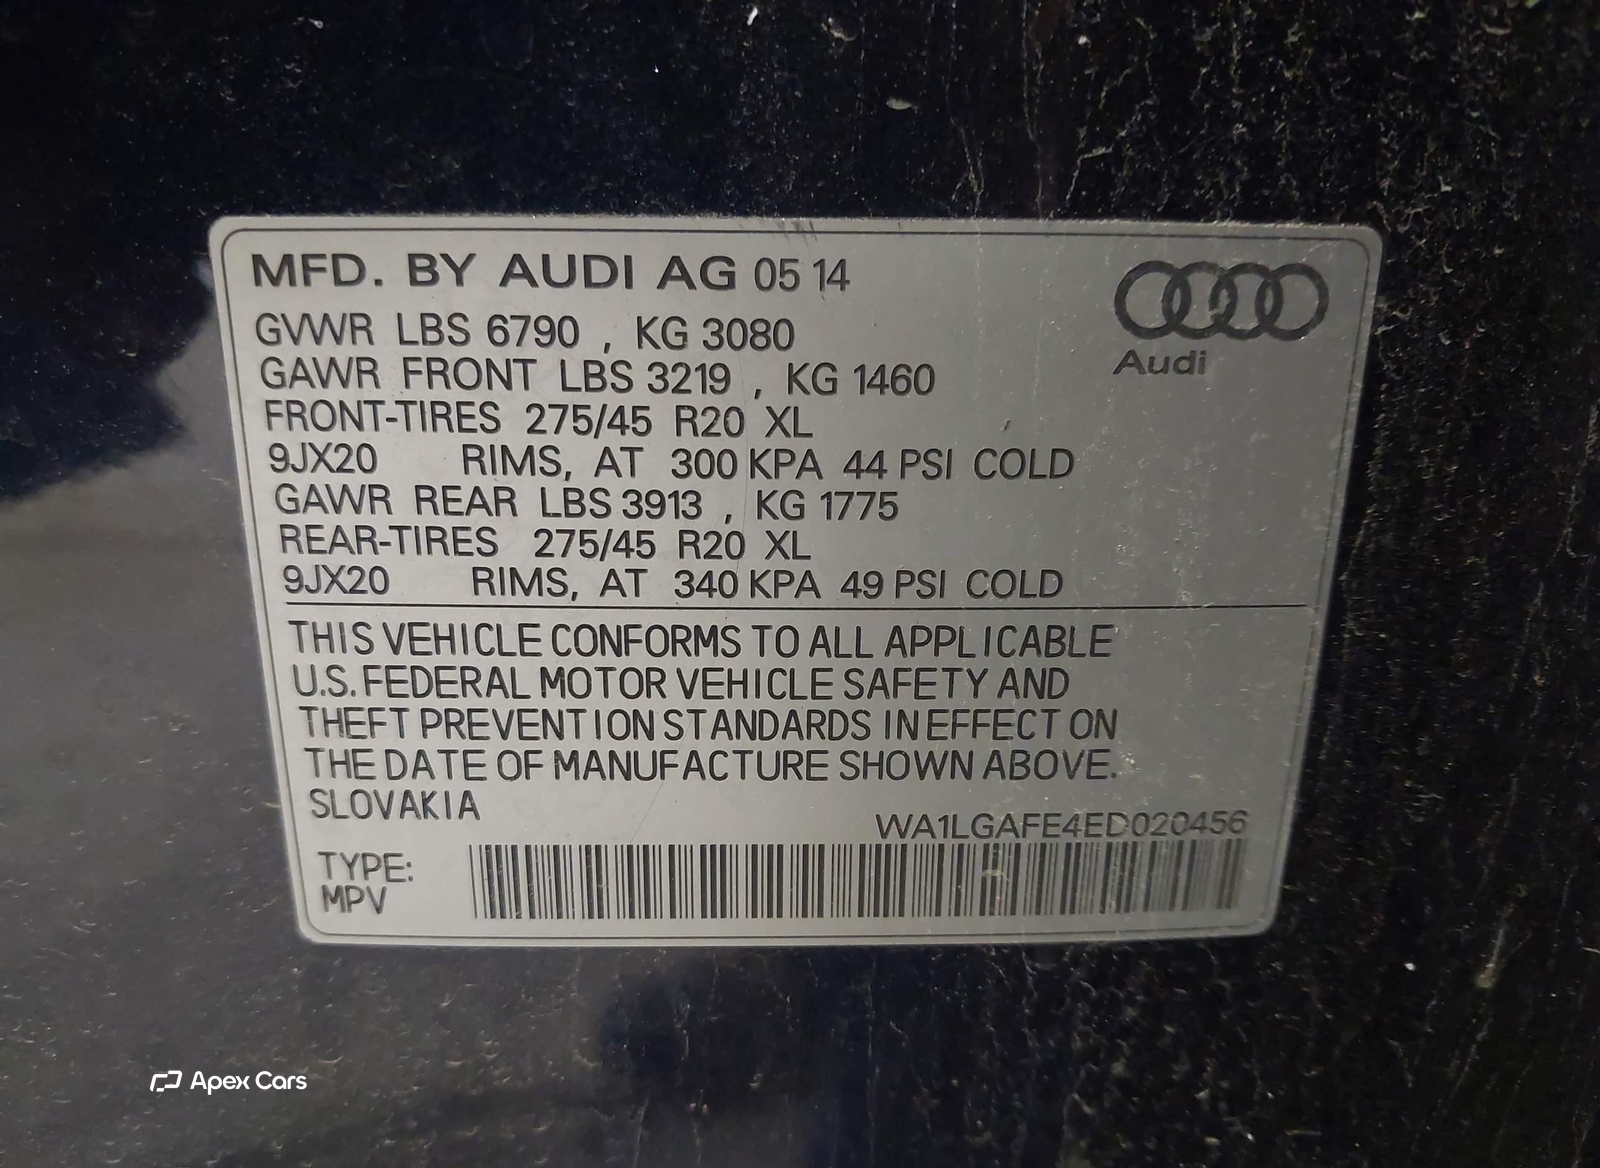 MFD. BY AUDI AG 05 14
GVWR LBS 6790 , KG 3080
GAWR FRONT LBS 3219 , KG 1460
FRONT-TIRES 275/45 R20 XL
9JX20 RIMS, AT 300 KPA 44 PSI COLD
GAWR REAR LBS 3913 , KG 1775
REAR-TIRES 275/45 R20 XL
9JX20 RIMS, AT 340 KPA 49 PSI COLD
Audi
THIS VEHICLE CONFORMS TO ALL APPLICABLE
U.S. FEDERAL MOTOR VEHICLE SAFETY AND
THEFT PREVENTION STANDARDS IN EFFECT ON
THE DATE OF MANUFACTURE SHOWN ABOVE.
SLOVAKIA
WA1LGAFE4ED020456
TYPE:
MPV
Apex Cars